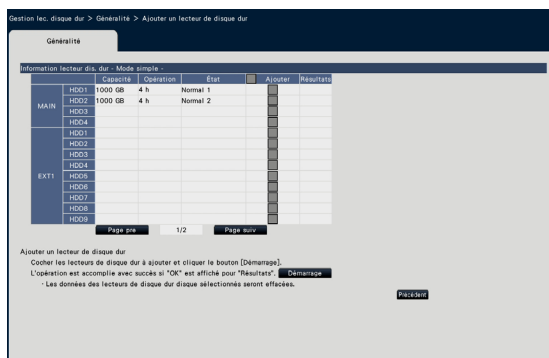 Gestion lec. disque dur > Généralité > Ajouter un lecteur de disque dur
Généralité
Information lecteur dis. dur - Mode simple -
Capacité Opération État Ajouter Résultats
MAIN
HDD1 1000 GB 4 h Normal 1
HDD2 1000 GB 4 h Normal 2
HDD3
HDD4
EXT1
HDD1
HDD2
HDD3
HDD4
HDD5
HDD6
HDD7
HDD8
HDD9
Page pre 1/2 Page suiv
Ajouter un lecteur de disque dur
Cocher les lecteurs de disque dur à ajouter et cliquer le bouton [Démarrage].
L'opération est accomplie avec succès si "OK" est affiché pour "Résultats". Démarrage
· Les données des lecteurs de disque dur disque sélectionnés seront effacées.
Précédent